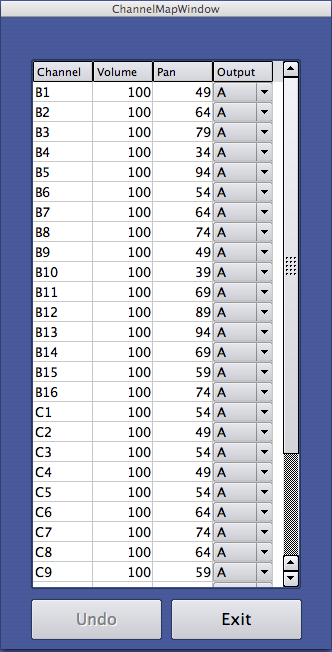 ChannelMapWindow
Channel Volume Pan Output
B1 100 49 A
B2 100 64 A
B3 100 79 A
B4 100 34 A
B5 100 94 A
B6 100 54 A
B7 100 64 A
B8 100 74 A
B9 100 49 A
B10 100 39 A
B11 100 69 A
B12 100 89 A
B13 100 94 A
B14 100 69 A
B15 100 59 A
B16 100 74 A
C1 100 54 A
C2 100 49 A
C3 100 54 A
C4 100 49 A
C5 100 54 A
C6 100 64 A
C7 100 74 A
C8 100 64 A
C9 100 59 A
Undo Exit